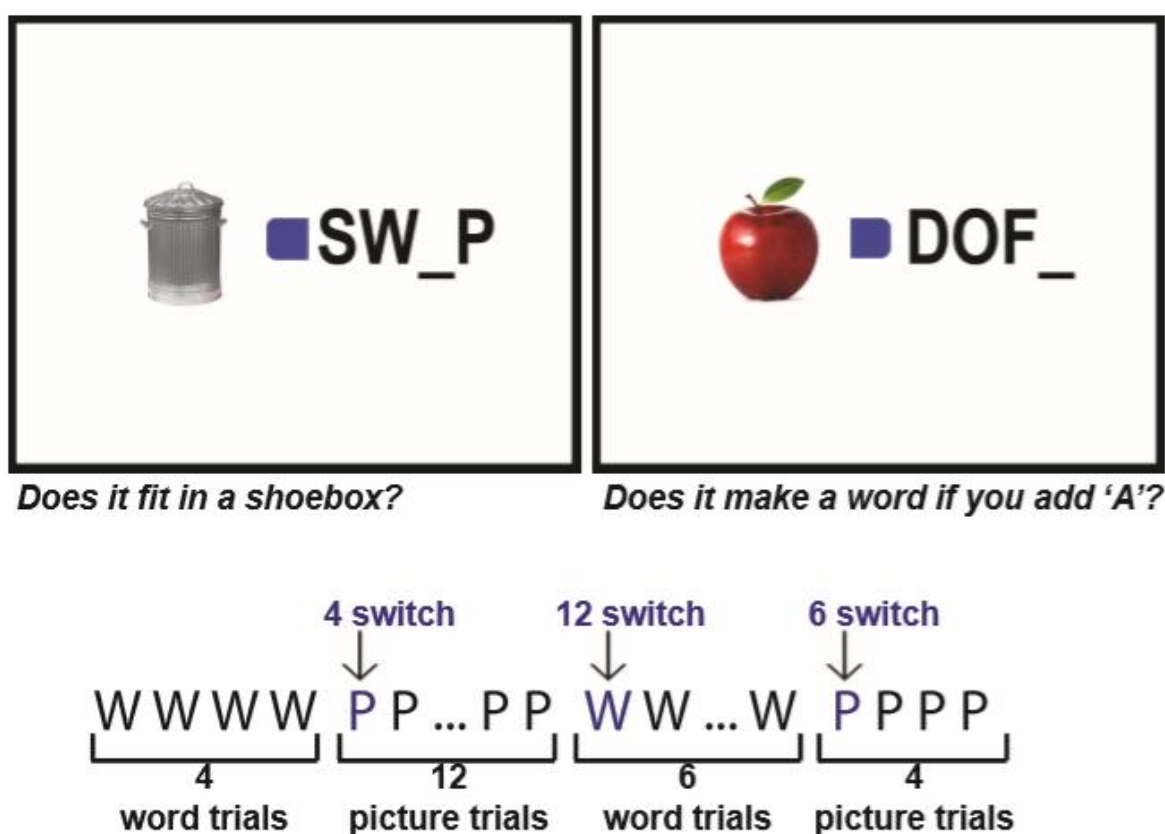 SW_P
DOF_
Does it fit in a shoebox?
Does it make a word if you add ‘A’?
4 switch
12 switch
6 switch
W W W W P P ... P P W W ... W P P P P
4
word trials
12
picture trials
6
word trials
4
picture trials